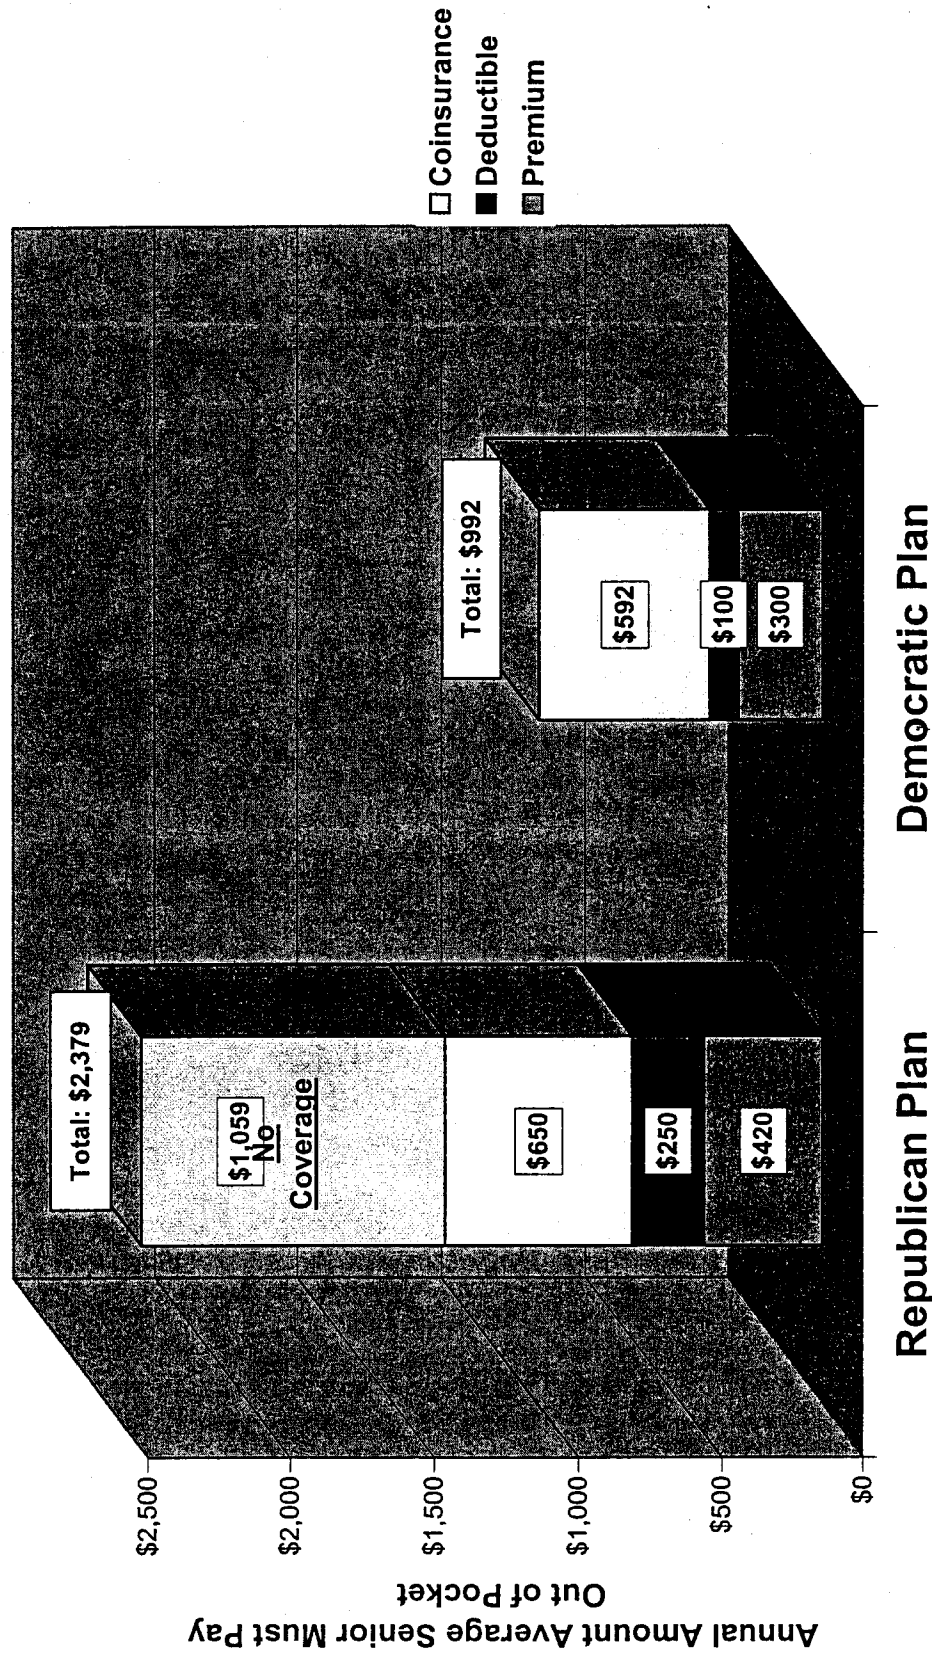 Annual Amount Average Senior Must Pay
Out of Pocket
$2,500
$2,000
$1,500
$1,000
$500
$0
Total: $2,379
$1,059
No
Coverage
$650
$250
$420
Republican Plan
Total: $992
$592
$100
$300
Democratic Plan
Coinsurance
Deductible
Premium